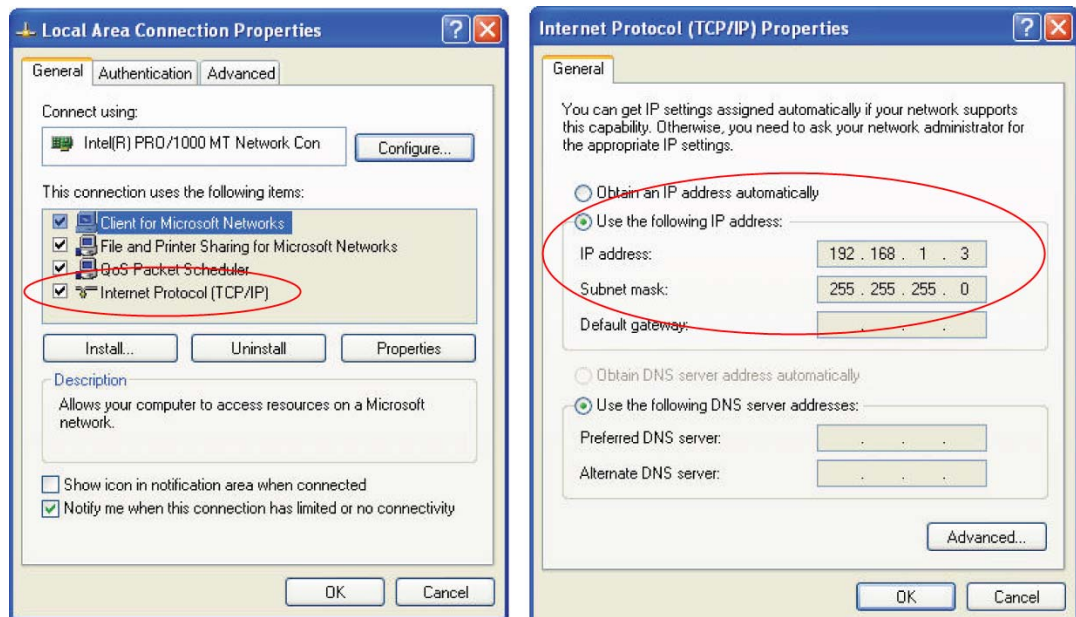 Local Area Connection Properties
General
Authentication
Advanced
Connect using:
Intel(R) PRO/1000 MT Network Con
Configure...
This connection uses the following items:
Client for Microsoft Networks
File and Printer Sharing for Microsoft Networks
QoS Packet Scheduler
Internet Protocol (TCP/IP)
Install...
Uninstall
Properties
Description
Allows your computer to access resources on a Microsoft
network.
Show icon in notification area when connected
Notify me when this connection has limited or no connectivity
OK
Cancel
Internet Protocol (TCP/IP) Properties
General
You can get IP settings assigned automatically if your network supports
this capability. Otherwise, you need to ask your network administrator for
the appropriate IP settings.
Obtain an IP address automatically
Use the following IP address:
IP address:
192 . 168 . 1 . 3
Subnet mask:
255 . 255 . 255 . 0
Default gateway:
Obtain DNS server address automatically
Use the following DNS server addresses:
Preferred DNS server:
Alternate DNS server:
Advanced...
OK
Cancel